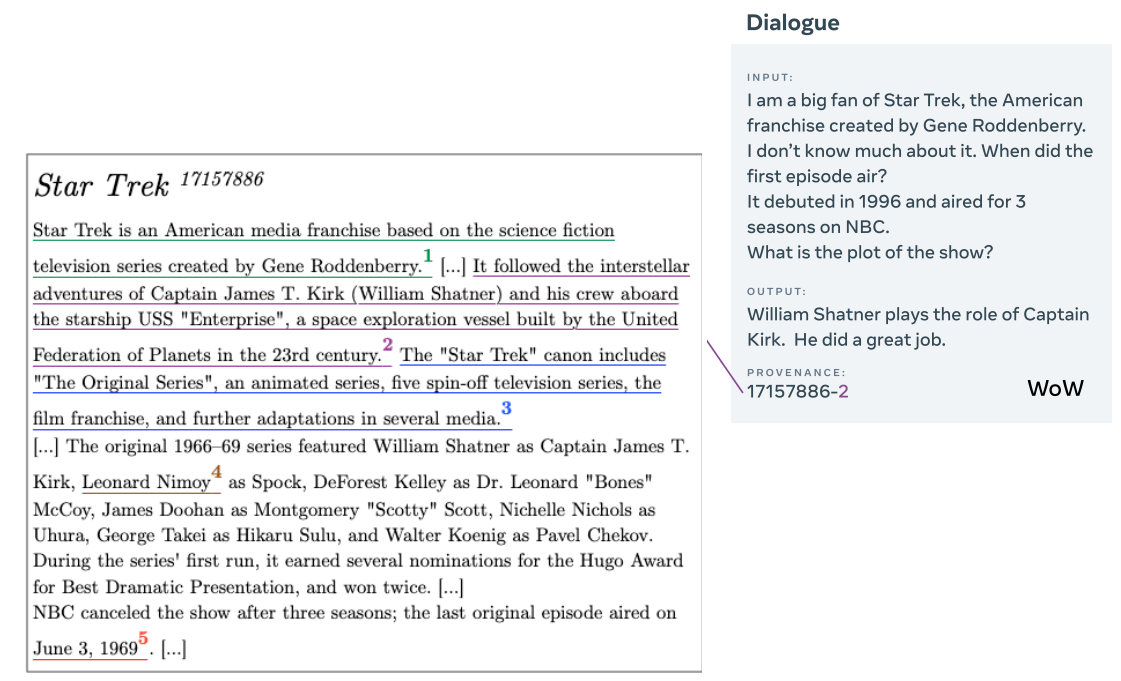 Star Trek 17157886
Star Trek is an American media franchise based on the science fiction
television series created by Gene Roddenberry.1 [...] It followed the interstellar
adventures of Captain James T. Kirk (William Shatner) and his crew aboard
the starship USS "Enterprise", a space exploration vessel built by the United
Federation of Planets in the 23rd century.2 The "Star Trek" canon includes
"The Original Series", an animated series, five spin-off television series, the
film franchise, and further adaptations in several media.3
[...] The original 1966–69 series featured William Shatner as Captain James T.
Kirk, Leonard Nimoy4 as Spock, DeForest Kelley as Dr. Leonard "Bones"
McCoy, James Doohan as Montgomery "Scotty" Scott, Nichelle Nichols as
Uhura, George Takei as Hikaru Sulu, and Walter Koenig as Pavel Chekov.
During the series' first run, it earned several nominations for the Hugo Award
for Best Dramatic Presentation, and won twice. [...]
NBC canceled the show after three seasons; the last original episode aired on
June 3, 19695. [...]
Dialogue
INPUT:
I am a big fan of Star Trek, the American
franchise created by Gene Roddenberry.
I don’t know much about it. When did the
first episode air?
It debuted in 1996 and aired for 3
seasons on NBC.
What is the plot of the show?
OUTPUT:
William Shatner plays the role of Captain
Kirk. He did a great job.
PROVENANCE:
17157886-2
WoW